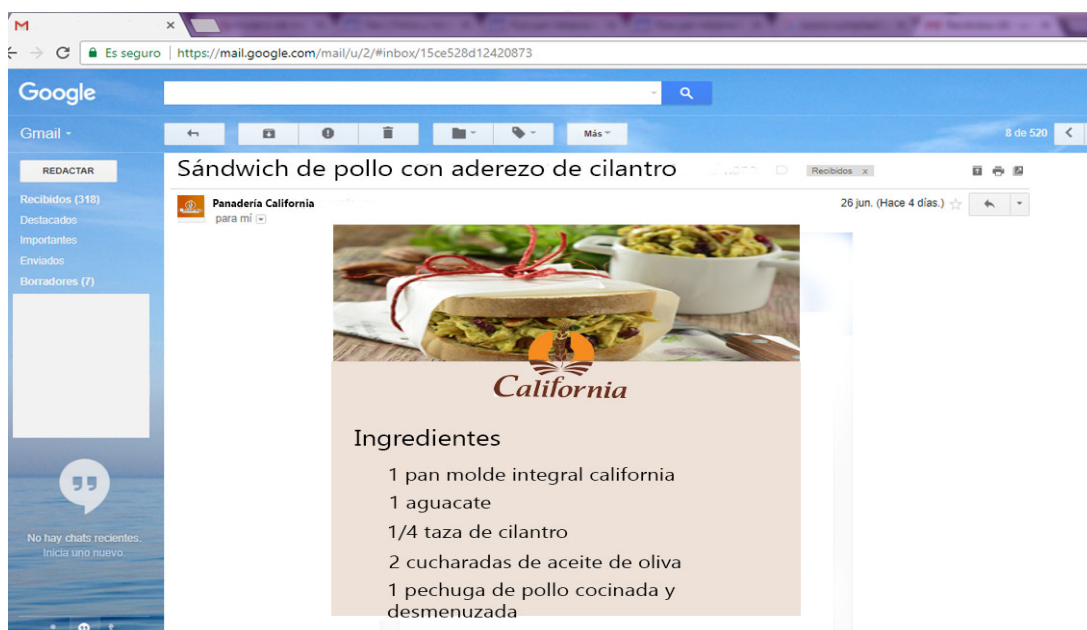 Es seguro | https://mail.google.com/mail/u/2/#inbox/15ce528d12420873
Google
Gmail
Más
8 de 520
REDACTAR
Sándwich de pollo con aderezo de cilantro
Recibidos x
Recibidos (318)
Panadería California
26 jun. (Hace 4 días.)
para mí
Destacados
Importantes
Enviados
Borradores (7)
California
Ingredientes
1 pan molde integral california
1 aguacate
1/4 taza de cilantro
2 cucharadas de aceite de oliva
1 pechuga de pollo cocinada y
desmenuzada
No hay chats recientes.
Inicia uno nuevo.